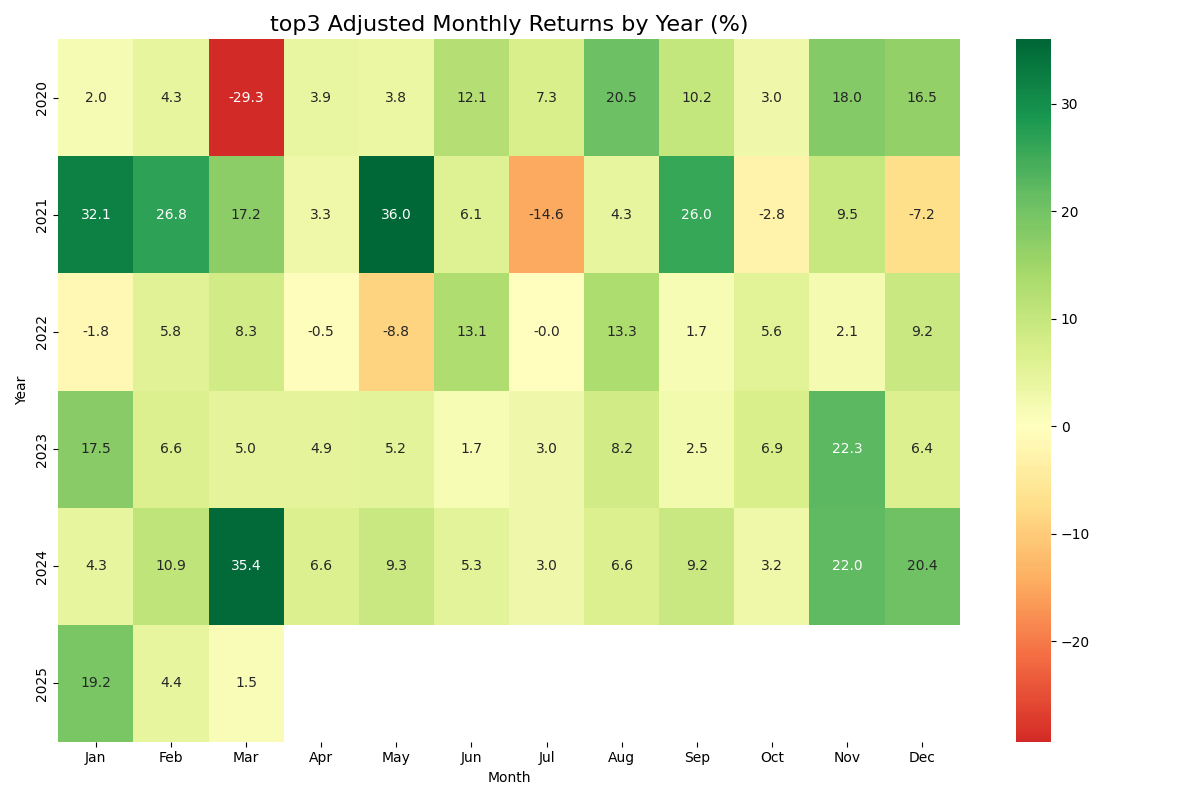 top3 Adjusted Monthly Returns by Year (%)
2020 2.0 4.3 -29.3 3.9 3.8 12.1 7.3 20.5 10.2 3.0 18.0 16.5
2021 32.1 26.8 17.2 3.3 36.0 6.1 -14.6 4.3 26.0 -2.8 9.5 -7.2
2022 -1.8 5.8 8.3 -0.5 -8.8 13.1 -0.0 13.3 1.7 5.6 2.1 9.2
2023 17.5 6.6 5.0 4.9 5.2 1.7 3.0 8.2 2.5 6.9 22.3 6.4
2024 4.3 10.9 35.4 6.6 9.3 5.3 3.0 6.6 9.2 3.2 22.0 20.4
2025 19.2 4.4 1.5
Year
Jan Feb Mar Apr May Jun Jul Aug Sep Oct Nov Dec
Month
30
20
10
0
−10
−20